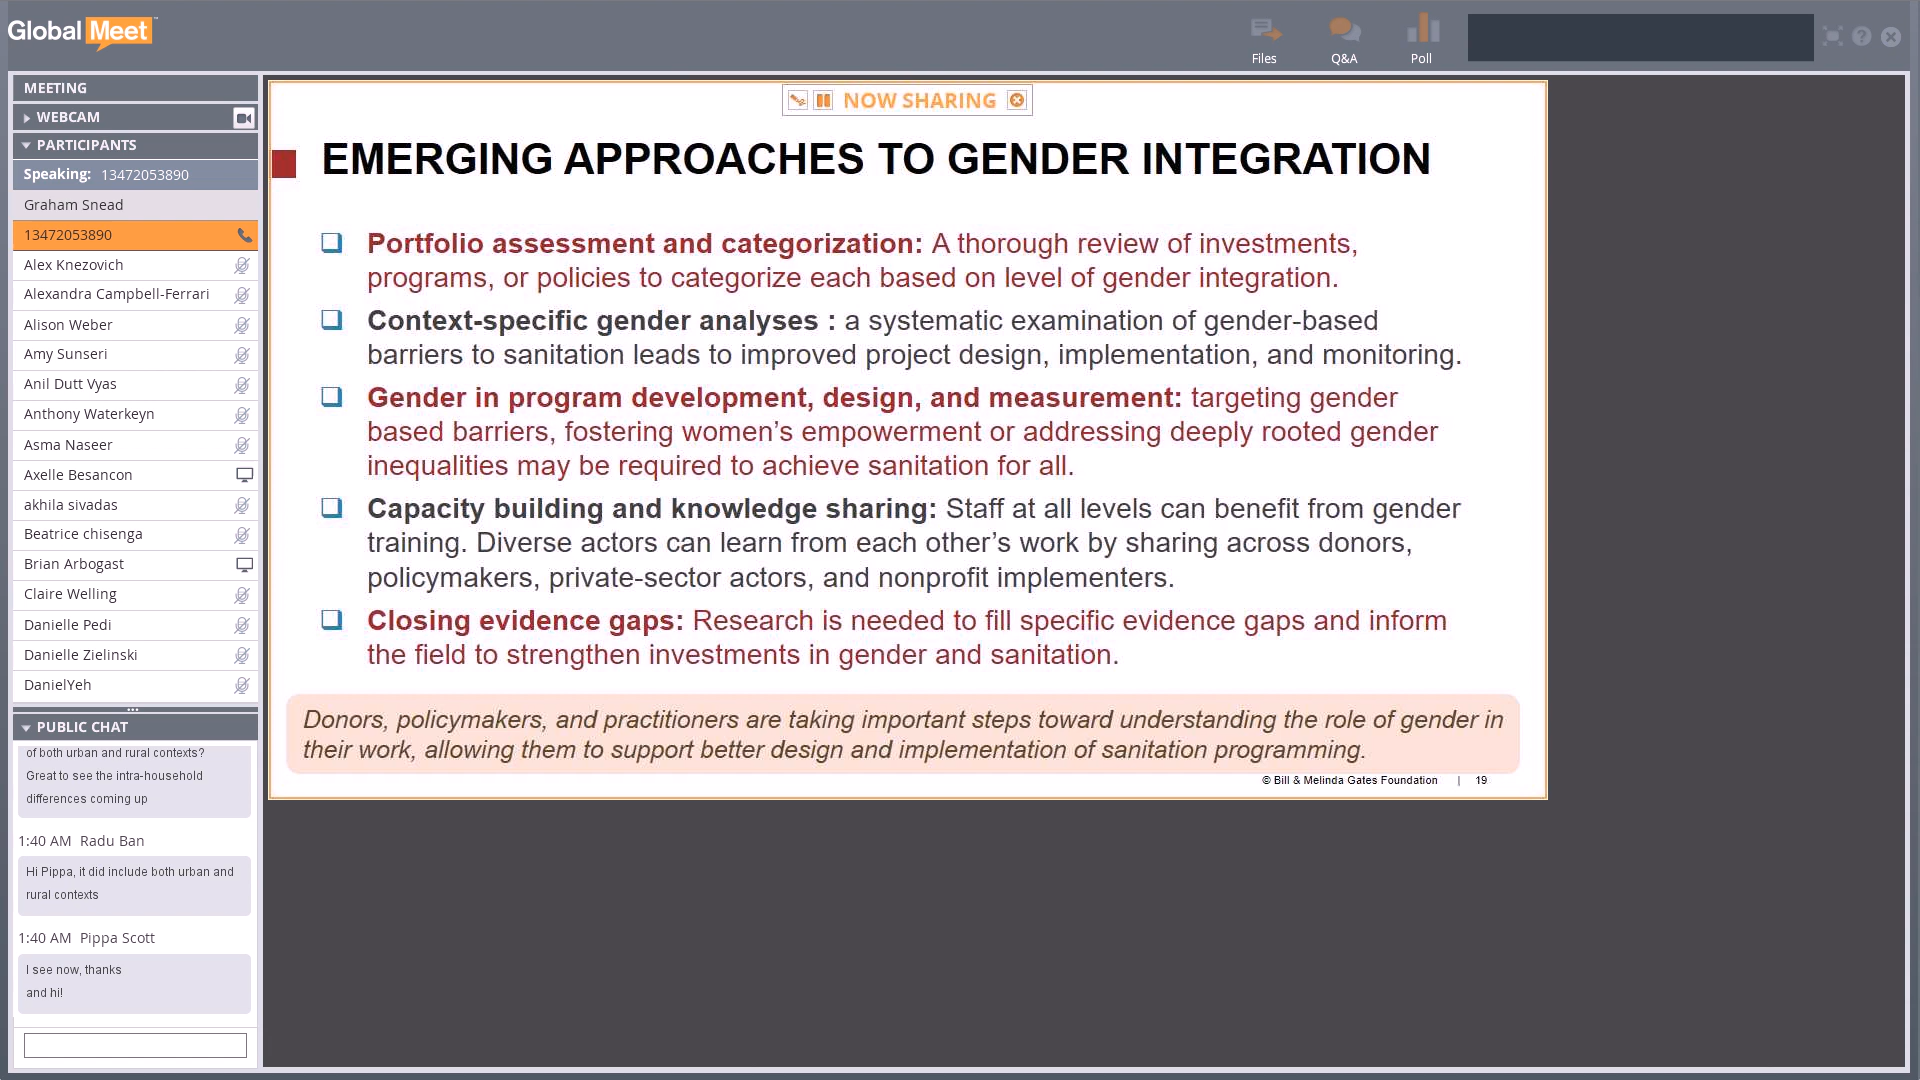 Global Meet
Files
Q&A
Poll
MEETING
WEBCAM
PARTICIPANTS
Speaking: 13472053890
Graham Snead
13472053890
Alex Knezovich
Alexandra Campbell-Ferrari
Alison Weber
Amy Sunseri
Anil Dutt Vyas
Anthony Waterkeyn
Asma Naseer
Axelle Besancon
akhila sivadas
Beatrice chisenga
Brian Arbogast
Claire Welling
Danielle Pedi
Danielle Zielinski
DanielYeh
PUBLIC CHAT
of both urban and rural contexts?
Great to see the intra-household
differences coming up
1:40 AM Radu Ban
Hi Pippa, it did include both urban and
rural contexts
1:40 AM Pippa Scott
I see now, thanks
and hi!
NOW SHARING
EMERGING APPROACHES TO GENDER INTEGRATION
Portfolio assessment and categorization: A thorough review of investments,
programs, or policies to categorize each based on level of gender integration.
Context-specific gender analyses : a systematic examination of gender-based
barriers to sanitation leads to improved project design, implementation, and monitoring.
Gender in program development, design, and measurement: targeting gender
based barriers, fostering women’s empowerment or addressing deeply rooted gender
inequalities may be required to achieve sanitation for all.
Capacity building and knowledge sharing: Staff at all levels can benefit from gender
training. Diverse actors can learn from each other’s work by sharing across donors,
policymakers, private-sector actors, and nonprofit implementers.
Closing evidence gaps: Research is needed to fill specific evidence gaps and inform
the field to strengthen investments in gender and sanitation.
Donors, policymakers, and practitioners are taking important steps toward understanding the role of gender in
their work, allowing them to support better design and implementation of sanitation programming.
© Bill & Melinda Gates Foundation | 19